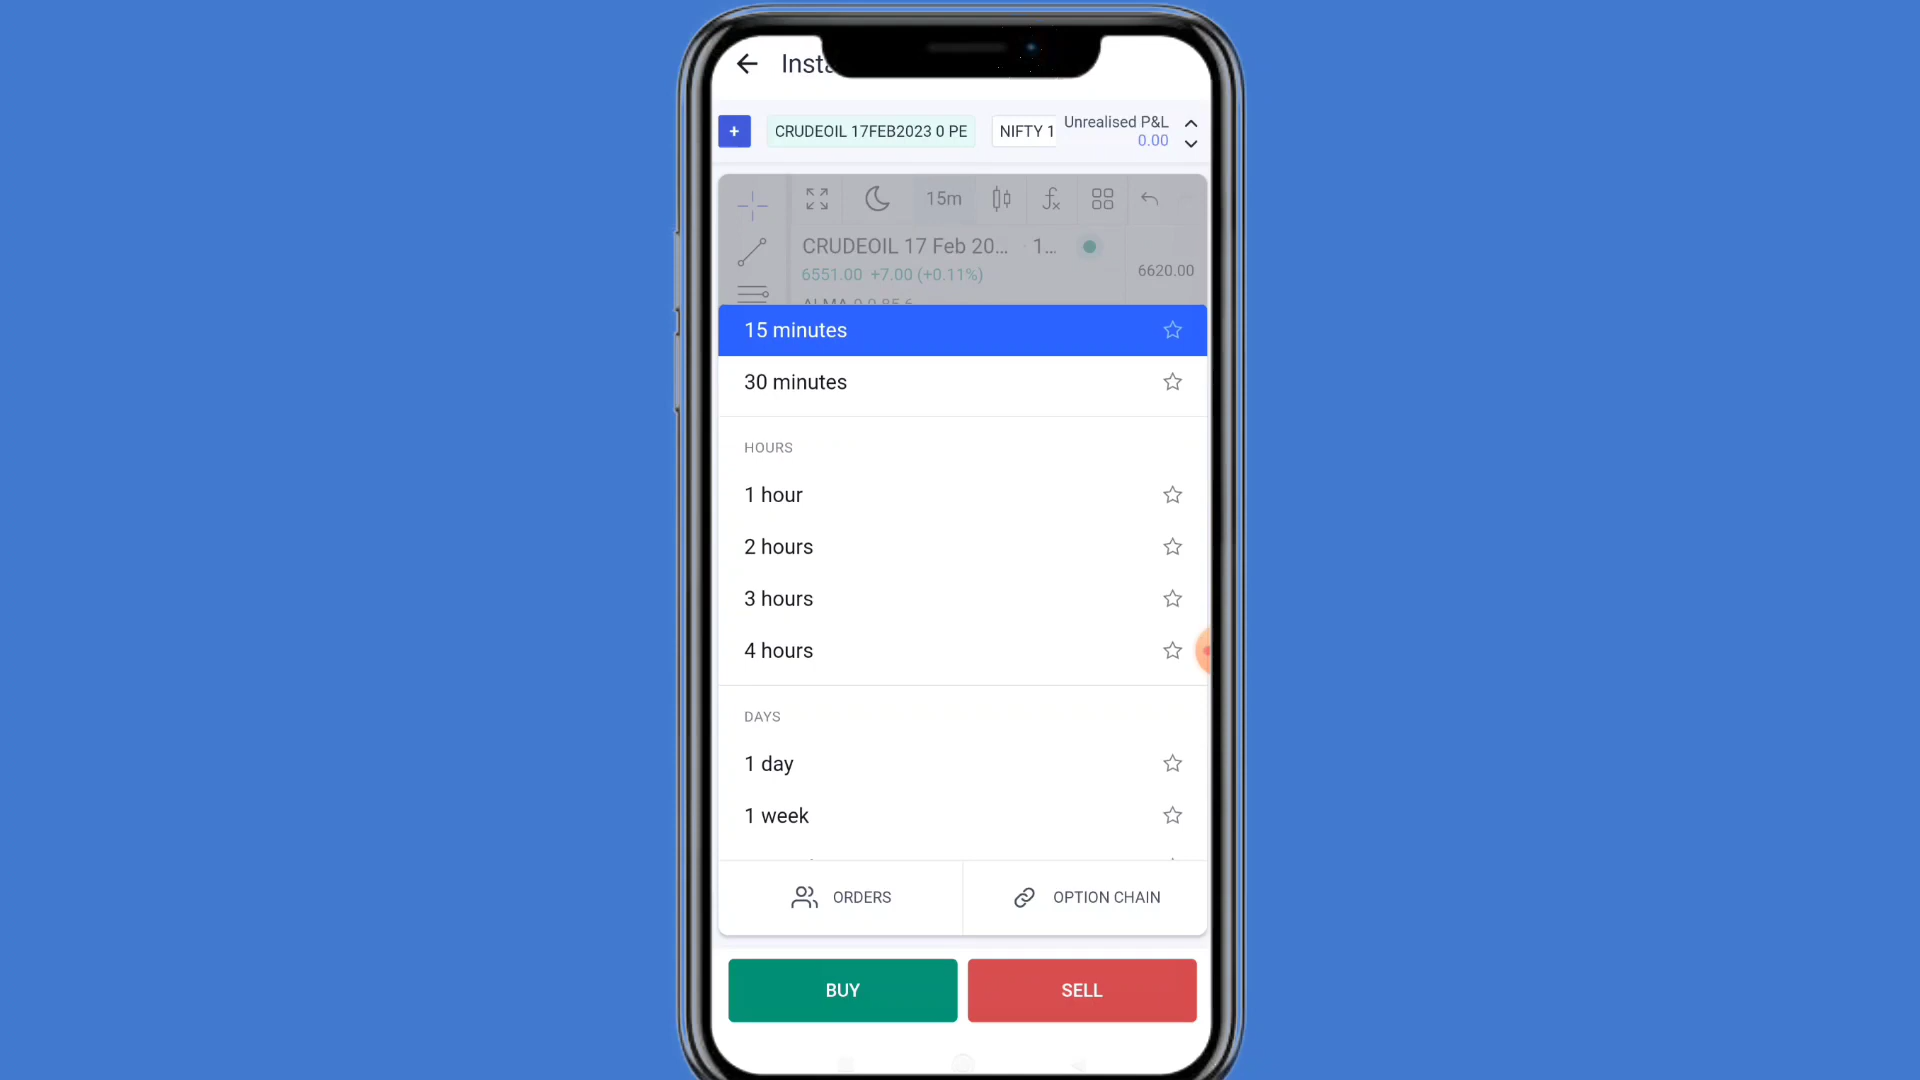 Insta
+ CRUDEOIL 17FEB2023 0 PE NIFTY 1 Unrealised P&L
0.00
15m
CRUDEOIL 17 Feb 20... · 1...
6551.00 +7.00 (+0.11%)
6620.00
15 minutes
30 minutes
HOURS
1 hour
2 hours
3 hours
4 hours
DAYS
1 day
1 week
ORDERS
OPTION CHAIN
BUY
SELL